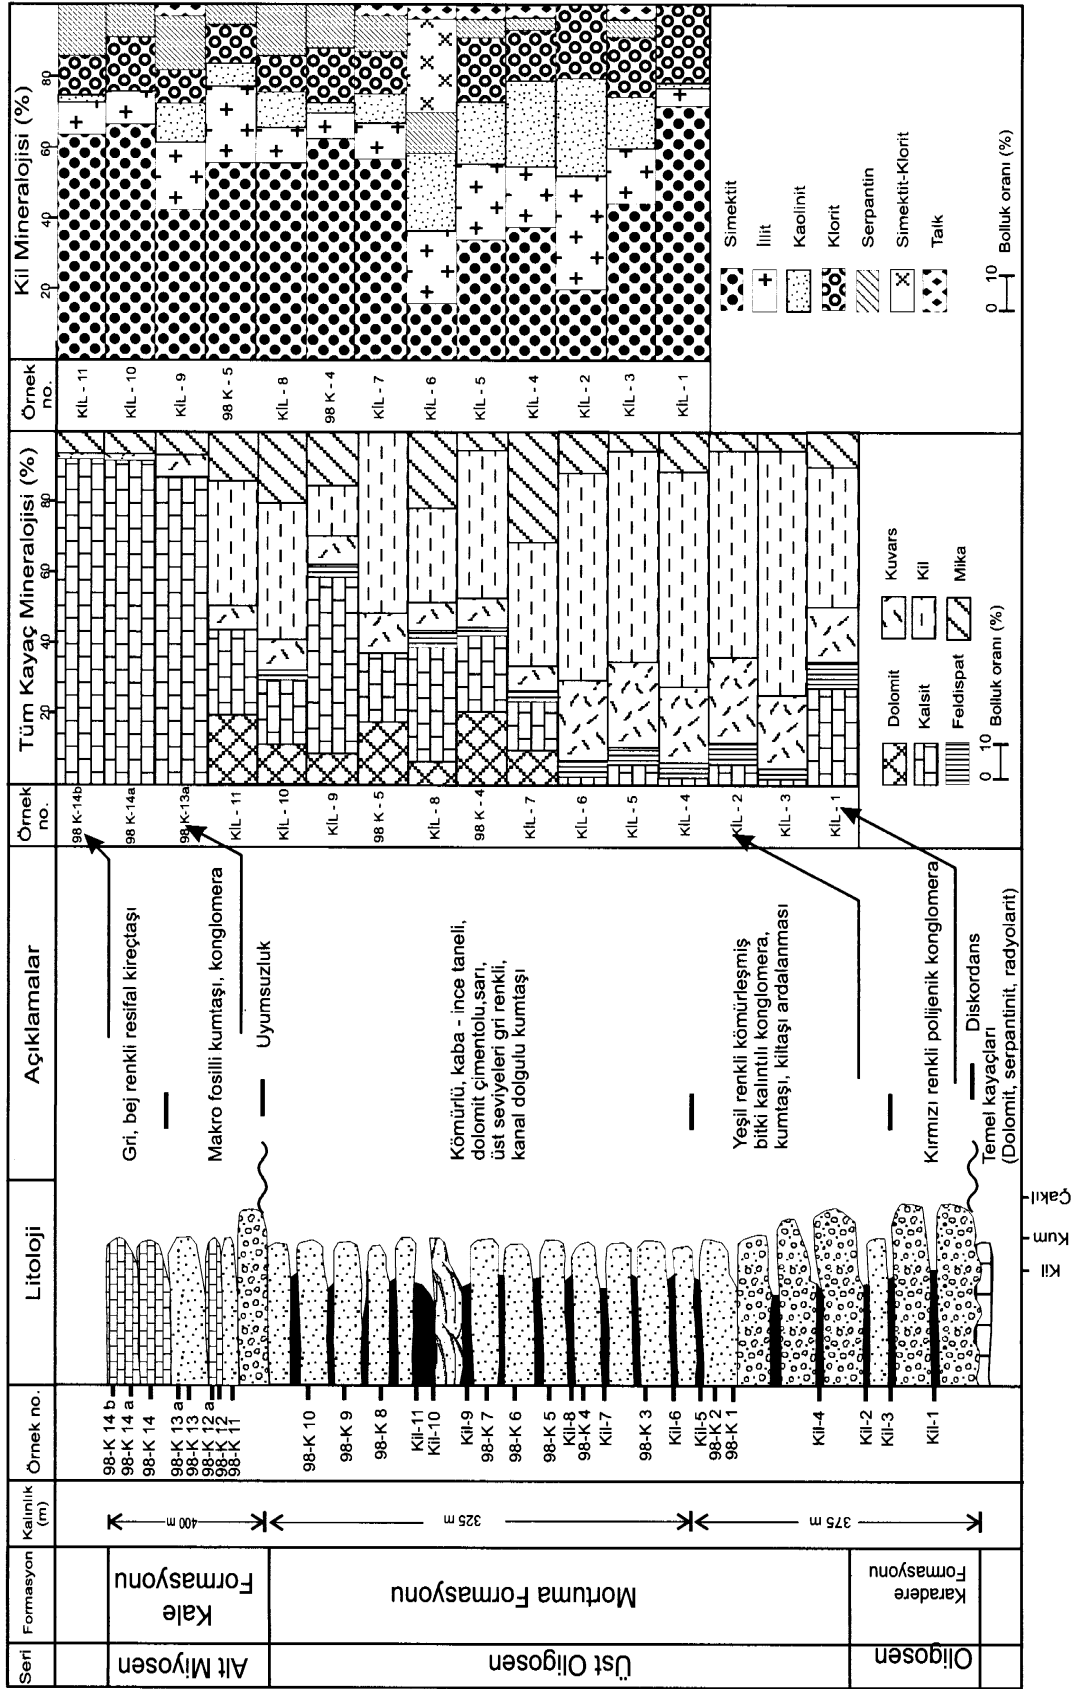 Seri
Formasyon
Kalınlık
(m)
Örnek no.
Litoloji
Açıklamalar
Örnek
no.
Tüm Kayaç Mineralojisi (%)
20
40
60
80
Örnek
no.
Kil Mineralojisi (%)
20
40
60
80
Alt Miyosen
Üst Oligosen
Oligosen
Kale
Formasyonu
Mortuma Formasyonu
Karadere
Formasyonu
400 m
325 m
375 m
98-K 14 b
98-K 14 a
98-K 14
98-K 13 a
98-K 13
98-K 12 a
98-K 12
98-K 11
98-K 10
98-K 9
98-K 8
Kil-11
Kil-10
Kil-9
98-K 7
98-K 6
98-K 5
Kil-8
98-K 4
Kil-7
98-K 3
Kil-6
Kil-5
98-K 2
98-K 1
Kil-4
Kil-2
Kil-3
Kil-1
Kil
Kum
Çakıl
Gri, bej renkli resifal kireçtaşı
Makro fosilli kumtaşı, konglomera
Uyumsuzluk
Kömürlü, kaba - ince taneli,
dolomit çimentolu,sarı,
üst seviyeleri gri renkli,
kanal dolgulu kumtaşı
Yeşil renkli kömürleşmiş
bitki kalıntılı konglomera,
kumtaşı, kiltaşı ardalanması
Kırmızı renkli polijenik konglomera
Diskordans
Temel kayaçları
(Dolomit, serpantinit, radyolarit)
98 K-14b
98 K-14a
98 K-13a
KİL - 11
KİL - 10
KİL - 9
98 K - 5
KİL - 8
98 K - 4
KİL - 7
KİL - 6
KİL - 5
KİL - 4
KİL - 2
KİL - 3
KİL - 1
Dolomit
Kalsit
Feldispat
Kuvars
Kil
Mika
0 10
Bolluk oranı (%)
KİL - 11
KİL - 10
KİL - 9
98 K - 5
KİL - 8
98 K - 4
KİL - 7
KİL - 6
KİL - 5
KİL - 4
KİL - 2
KİL - 3
KİL - 1
Simektit
İllit
Kaolinit
Klorit
Serpantin
Simektit-Klorit
Talk
0 10
Bolluk oranı (%)